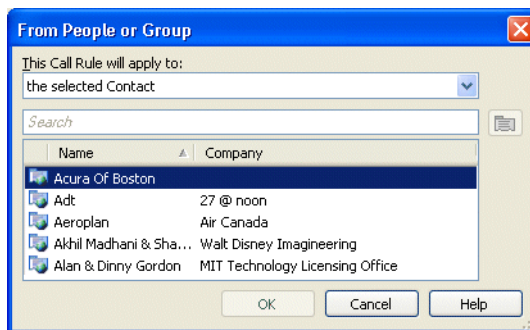 From People or Group
This Call Rule will apply to:
the selected Contact
Search
Name Company
Acura Of Boston
Adt 27 @ noon
Aeroplan Air Canada
Akhil Madhani & Sha... Walt Disney Imagineering
Alan & Dinny Gordon MIT Technology Licensing Office
OK Cancel Help